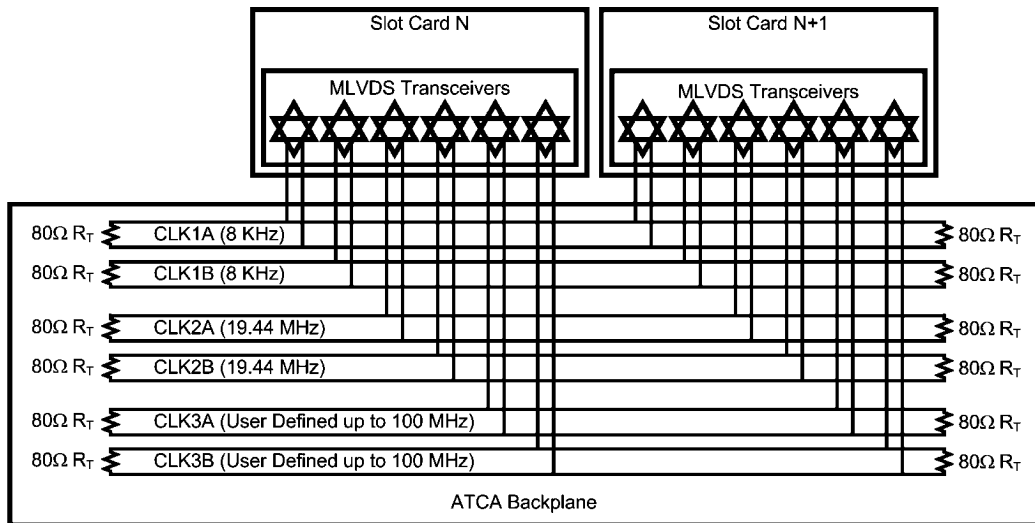 Slot Card N
Slot Card N+1
MLVDS Transceivers
MLVDS Transceivers
80Ω R_T CLK1A (8 KHz) 80Ω R_T
80Ω R_T CLK1B (8 KHz) 80Ω R_T
80Ω R_T CLK2A (19.44 MHz) 80Ω R_T
80Ω R_T CLK2B (19.44 MHz) 80Ω R_T
80Ω R_T CLK3A (User Defined up to 100 MHz) 80Ω R_T
80Ω R_T CLK3B (User Defined up to 100 MHz) 80Ω R_T
ATCA Backplane